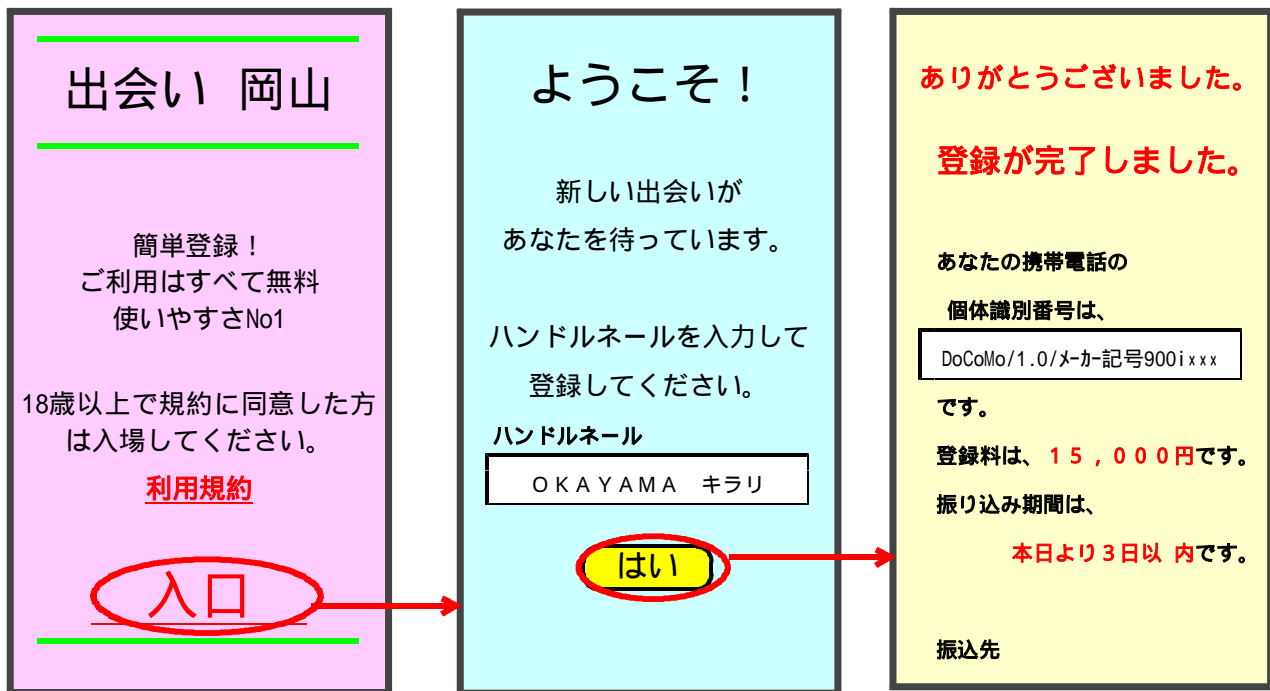 出会い 岡山
簡単登録！
ご利用はすべて無料
使いやすさNo1
18歳以上で規約に同意した方
は入場してください。
利用規約
入口
ようこそ！
新しい出会いが
あなたを待っています。
ハンドルネールを入力して
登録してください。
ハンドルネール
ＯＫＡＹＡＭＡ　キラリ
はい
ありがとうございました。
登録が完了しました。
あなたの携帯電話の
個体識別番号は、
DoCoMo/1.0/ﾒｰｶｰ記号900ixxx
です。
登録料は、１５，０００円です。
振り込み期間は、
本日より３日以 内です。
振込先